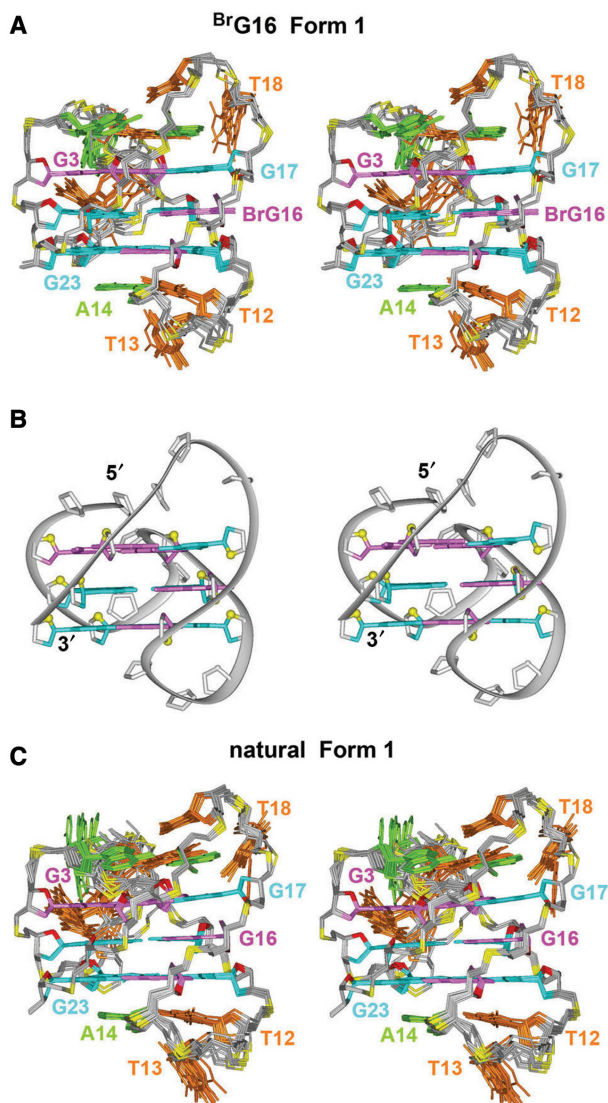 A
BrG16 Form 1
T18 T18
G3 G17 G3 G17
BrG16 BrG16
G23 G23
A14 T12 A14 T12
T13 T13
B
5′ 5′
3′ 3′
natural Form 1
C
T18 T18
G3 G17 G3 G17
G16 G16
G23 G23
A14 T12 A14 T12
T13 T13